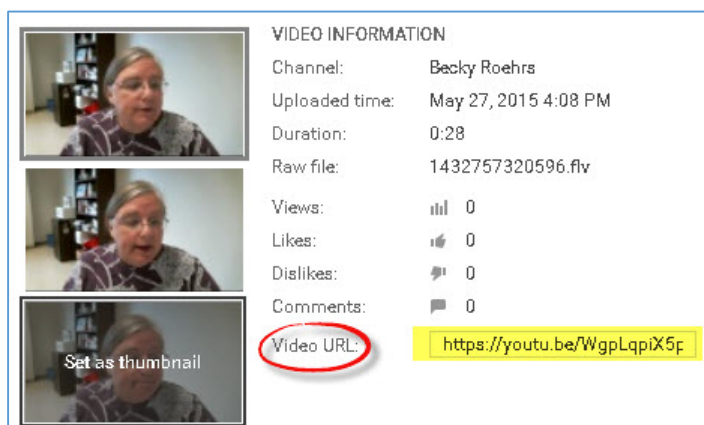 VIDEO INFORMATION
Channel: Becky Roehrs
Uploaded time: May 27, 2015 4:08 PM
Duration: 0:28
Raw file: 1432757320596.flv
Views: 0
Likes: 0
Dislikes: 0
Comments: 0
Video URL: https://youtu.be/WgpLqpiX5p
Set as thumbnail